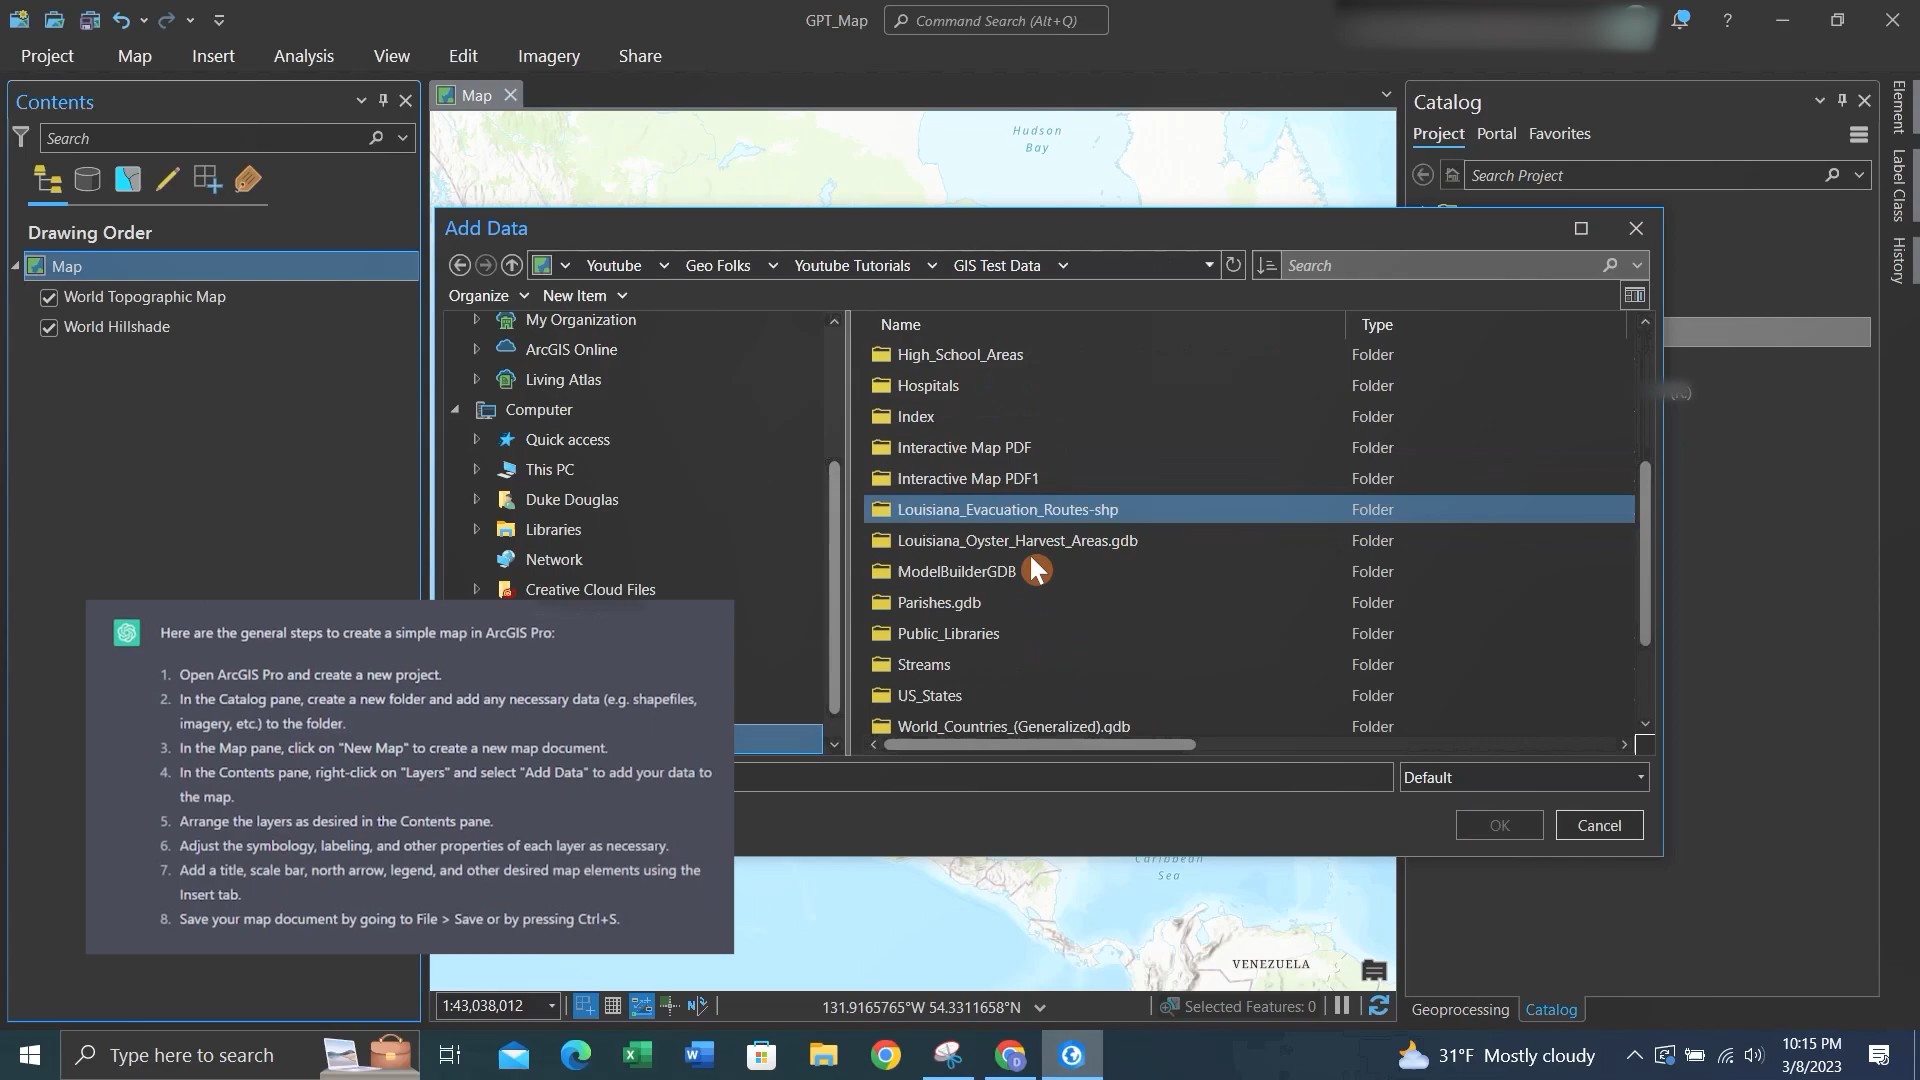 GPT_Map
Command Search (Alt+Q)
?
Project
Map
Insert
Analysis
View
Edit
Imagery
Share
Contents
Search
Drawing Order
Map
World Topographic Map
World Hillshade
Map
Hudson
Bay
Add Data
Youtube
Geo Folks
Youtube Tutorials
GIS Test Data
Search
Organize
New Item
My Organization
ArcGIS Online
Living Atlas
Computer
Quick access
This PC
Duke Douglas
Libraries
Network
Creative Cloud Files
Name Type
High_School_Areas Folder
Hospitals Folder
Index Folder
Interactive Map PDF Folder
Interactive Map PDF1 Folder
Louisiana_Evacuation_Routes-shp Folder
Louisiana_Oyster_Harvest_Areas.gdb Folder
ModelBuilderGDB Folder
Parishes.gdb Folder
Public_Libraries Folder
Streams Folder
US_States Folder
World_Countries_(Generalized).gdb Folder
Default
OK
Cancel
Here are the general steps to create a simple map in ArcGIS Pro:
1. Open ArcGIS Pro and create a new project.
2. In the Catalog pane, create a new folder and add any necessary data (e.g. shapefiles,
imagery, etc.) to the folder.
3. In the Map pane, click on "New Map" to create a new map document.
4. In the Contents pane, right-click on "Layers" and select "Add Data" to add your data to
the map.
5. Arrange the layers as desired in the Contents pane.
6. Adjust the symbology, labeling, and other properties of each layer as necessary.
7. Add a title, scale bar, north arrow, legend, and other desired map elements using the
Insert tab.
8. Save your map document by going to File > Save or by pressing Ctrl+S.
Caribbean
Sea
VENEZUELA
1:43,038,012
131.9165765°W 54.3311658°N
Selected Features: 0
Catalog
Project
Portal
Favorites
Search Project
Geoprocessing
Catalog
Element
Label Class
History
Type here to search
31°F Mostly cloudy
10:15 PM
3/8/2023